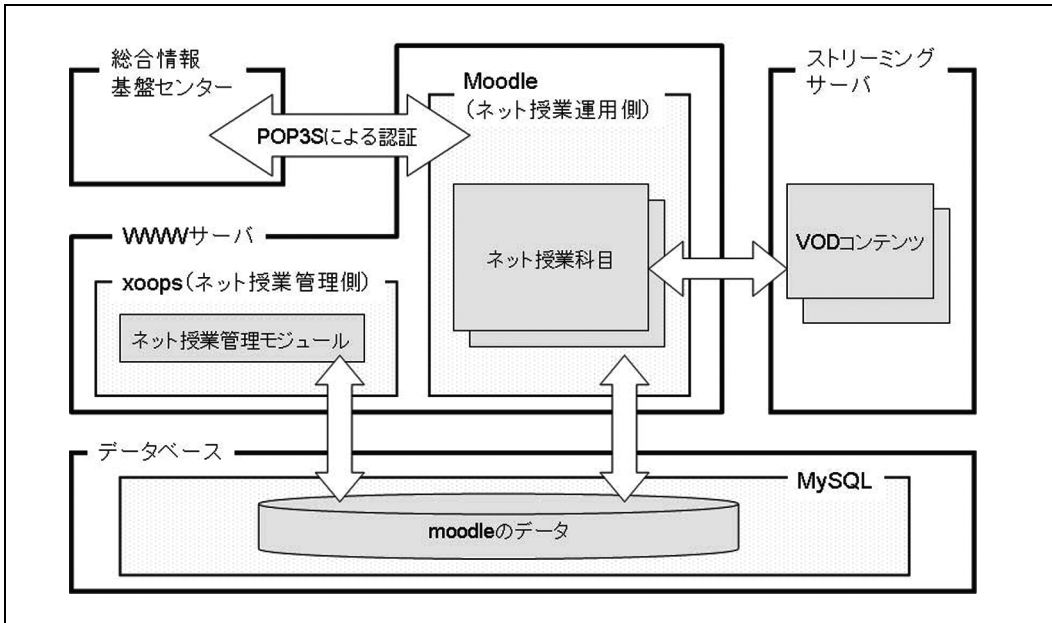 総合情報
基盤センター
Moodle
(ネット授業運用側)
ストリーミング
サーバ
POP3Sによる認証
VODコンテンツ
WWWサーバ
ネット授業科目
xoops(ネット授業管理側)
ネット授業管理モジュール
データベース
MySQL
moodleのデータ